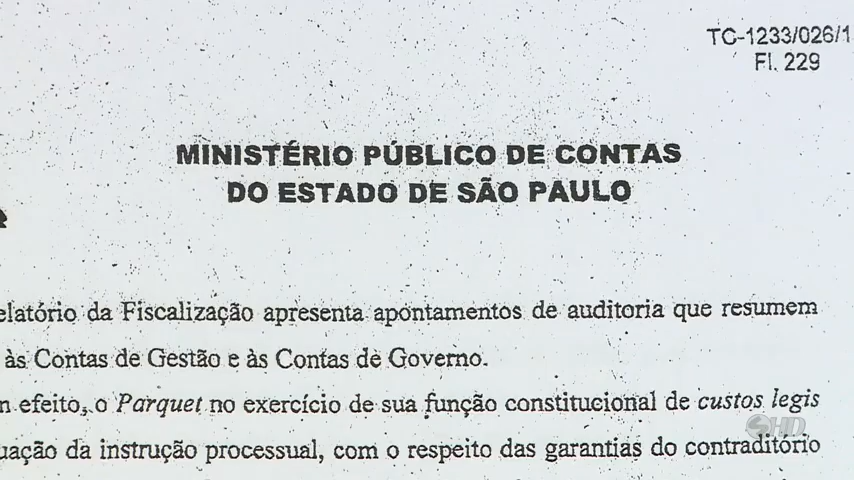 TC-1233/026/1
Fl. 229
MINISTÉRIO PÚBLICO DE CONTAS
DO ESTADO DE SÃO PAULO
elatório da Fiscalização apresenta apontamentos de auditoria que resumem
às Contas de Gestão e às Contas de Governo.
n efeito, o Parquet no exercício de sua função constitucional de custos legis
uação da instrução processual, com o respeito das garantias do contraditório
HD